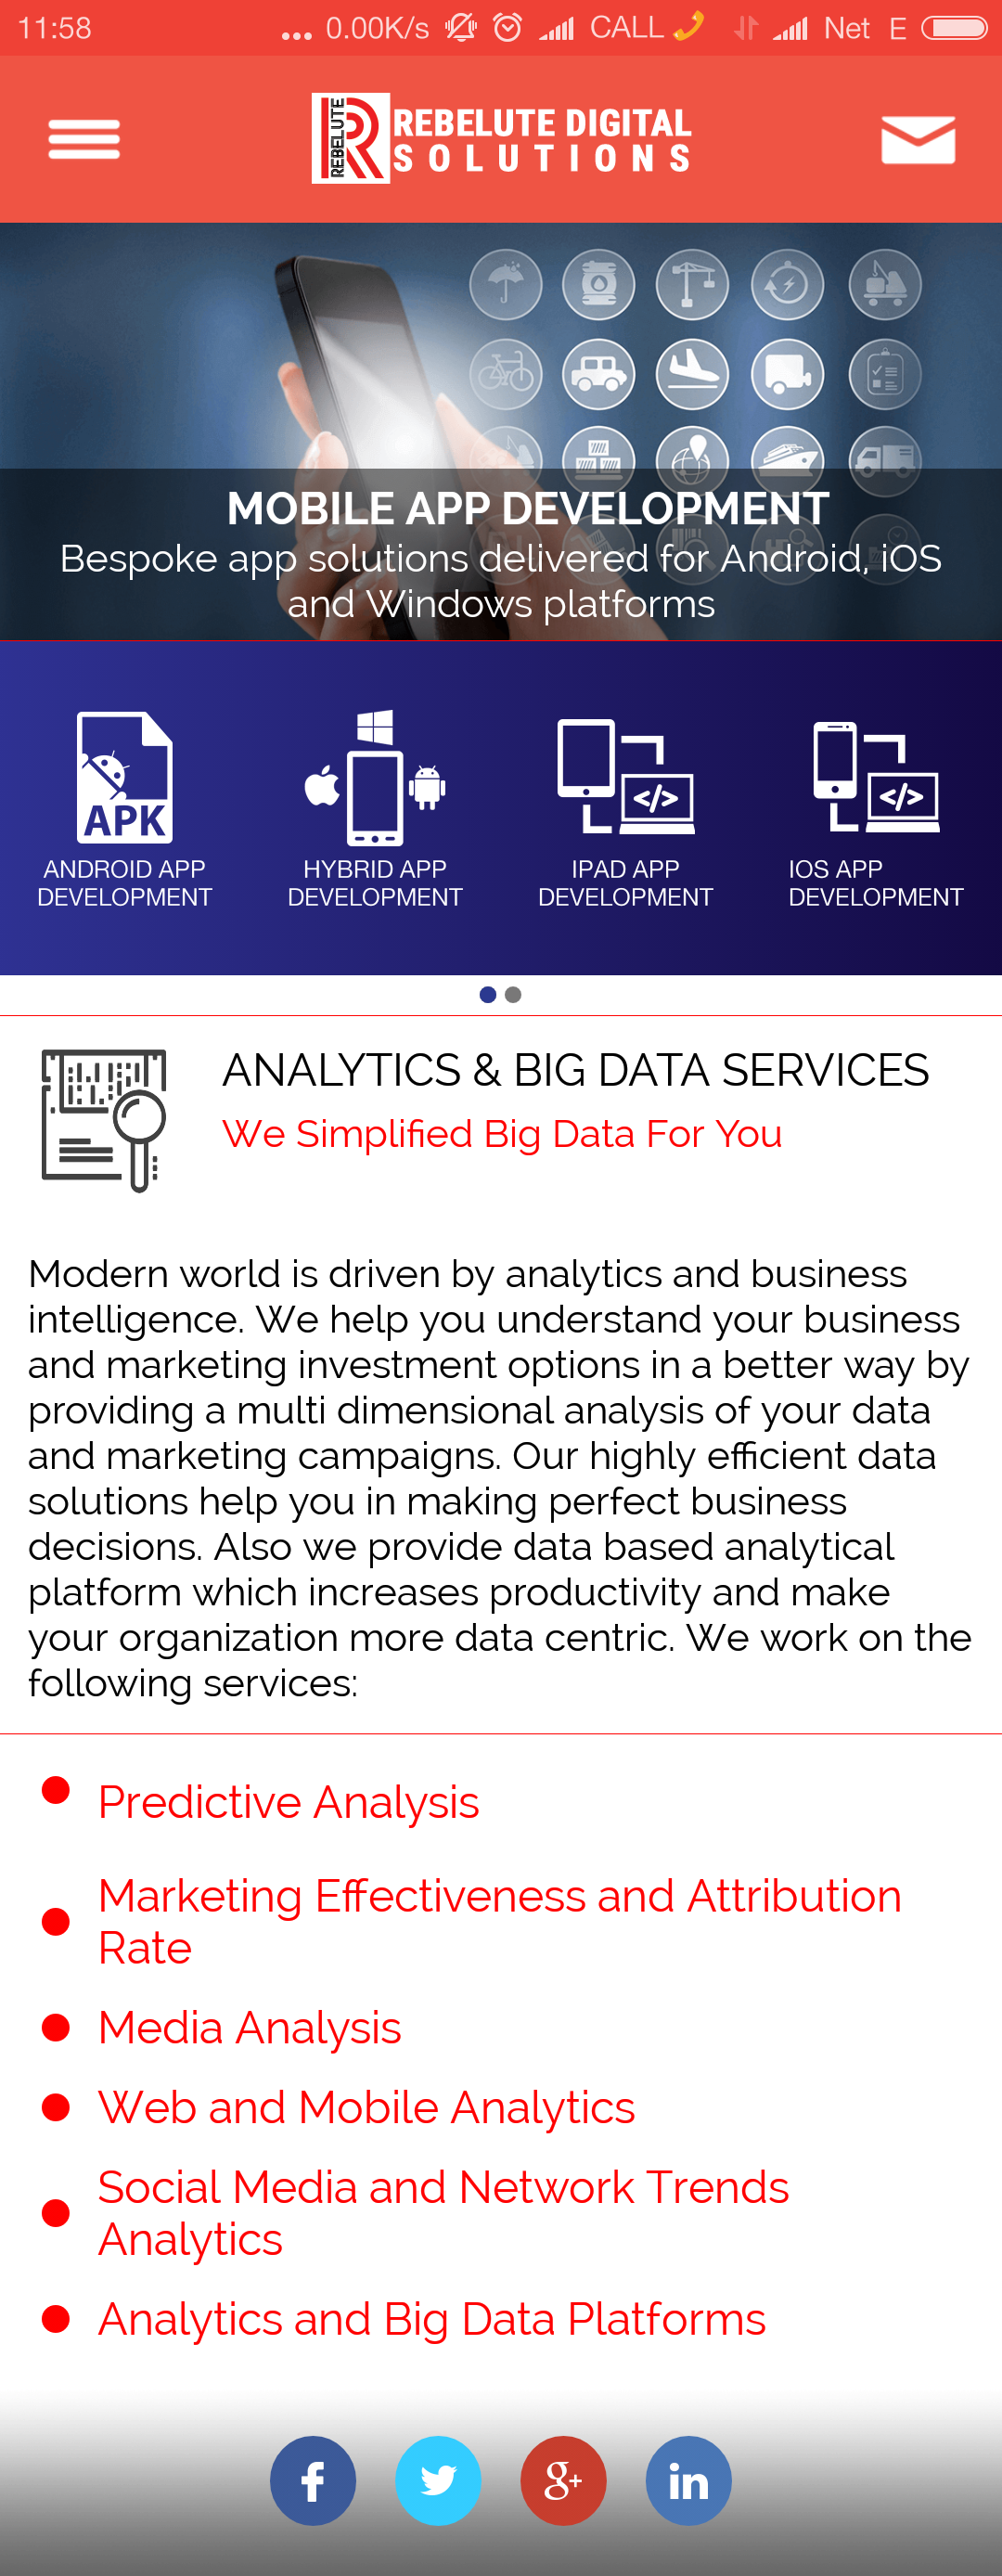 11:58
... 0.00K/s
CALL
Net E
REBELUTE
REBELUTE DIGITAL
SOLUTIONS
MOBILE APP DEVELOPMENT
Bespoke app solutions delivered for Android, iOS
and Windows platforms
APK
</>
</>
ANDROID APP
DEVELOPMENT
HYBRID APP
DEVELOPMENT
IPAD APP
DEVELOPMENT
IOS APP
DEVELOPMENT
ANALYTICS & BIG DATA SERVICES
We Simplified Big Data For You
Modern world is driven by analytics and business
intelligence. We help you understand your business
and marketing investment options in a better way by
providing a multi dimensional analysis of your data
and marketing campaigns. Our highly efficient data
solutions help you in making perfect business
decisions. Also we provide data based analytical
platform which increases productivity and make
your organization more data centric. We work on the
following services:
Predictive Analysis
Marketing Effectiveness and Attribution
Rate
Media Analysis
Web and Mobile Analytics
Social Media and Network Trends
Analytics
Analytics and Big Data Platforms
f
g+
in